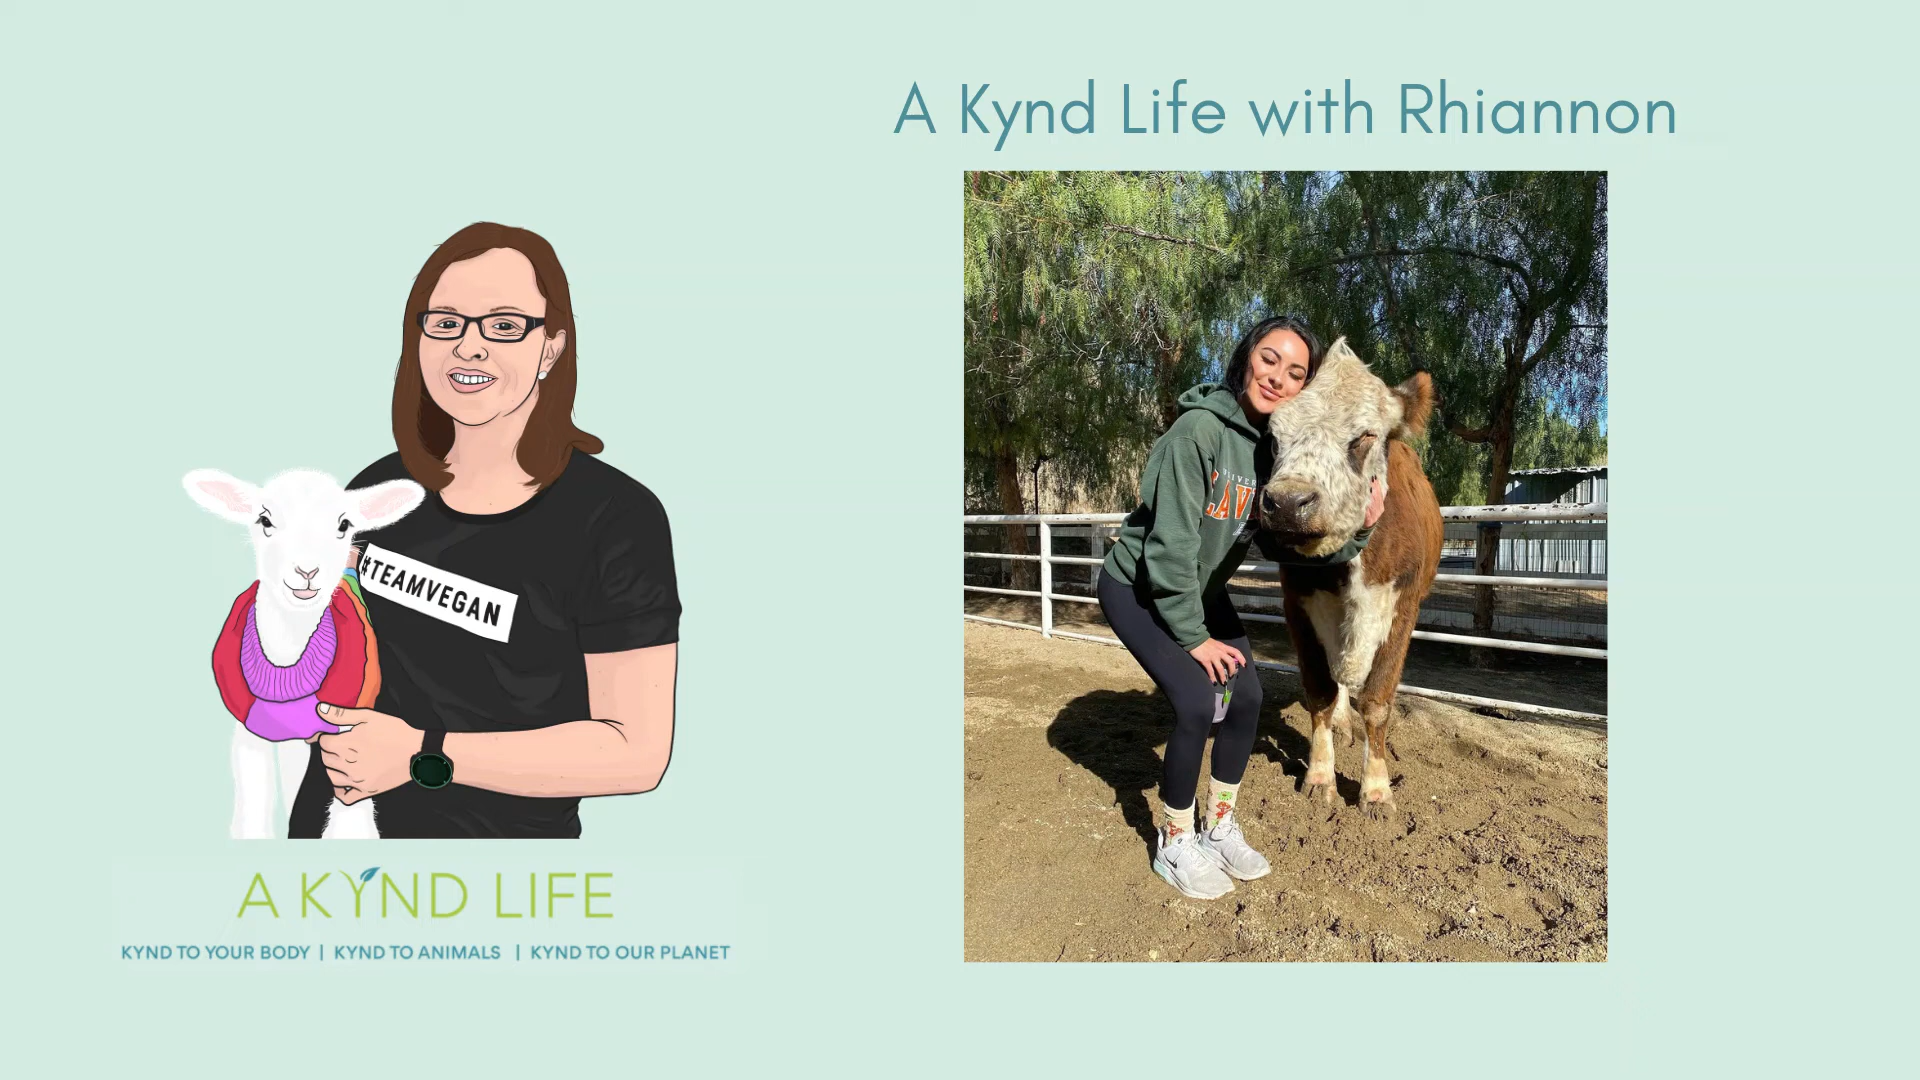 A Kynd Life with Rhiannon
#TEAMVEGAN
A KYND LIFE
KYND TO YOUR BODY | KYND TO ANIMALS | KYND TO OUR PLANET